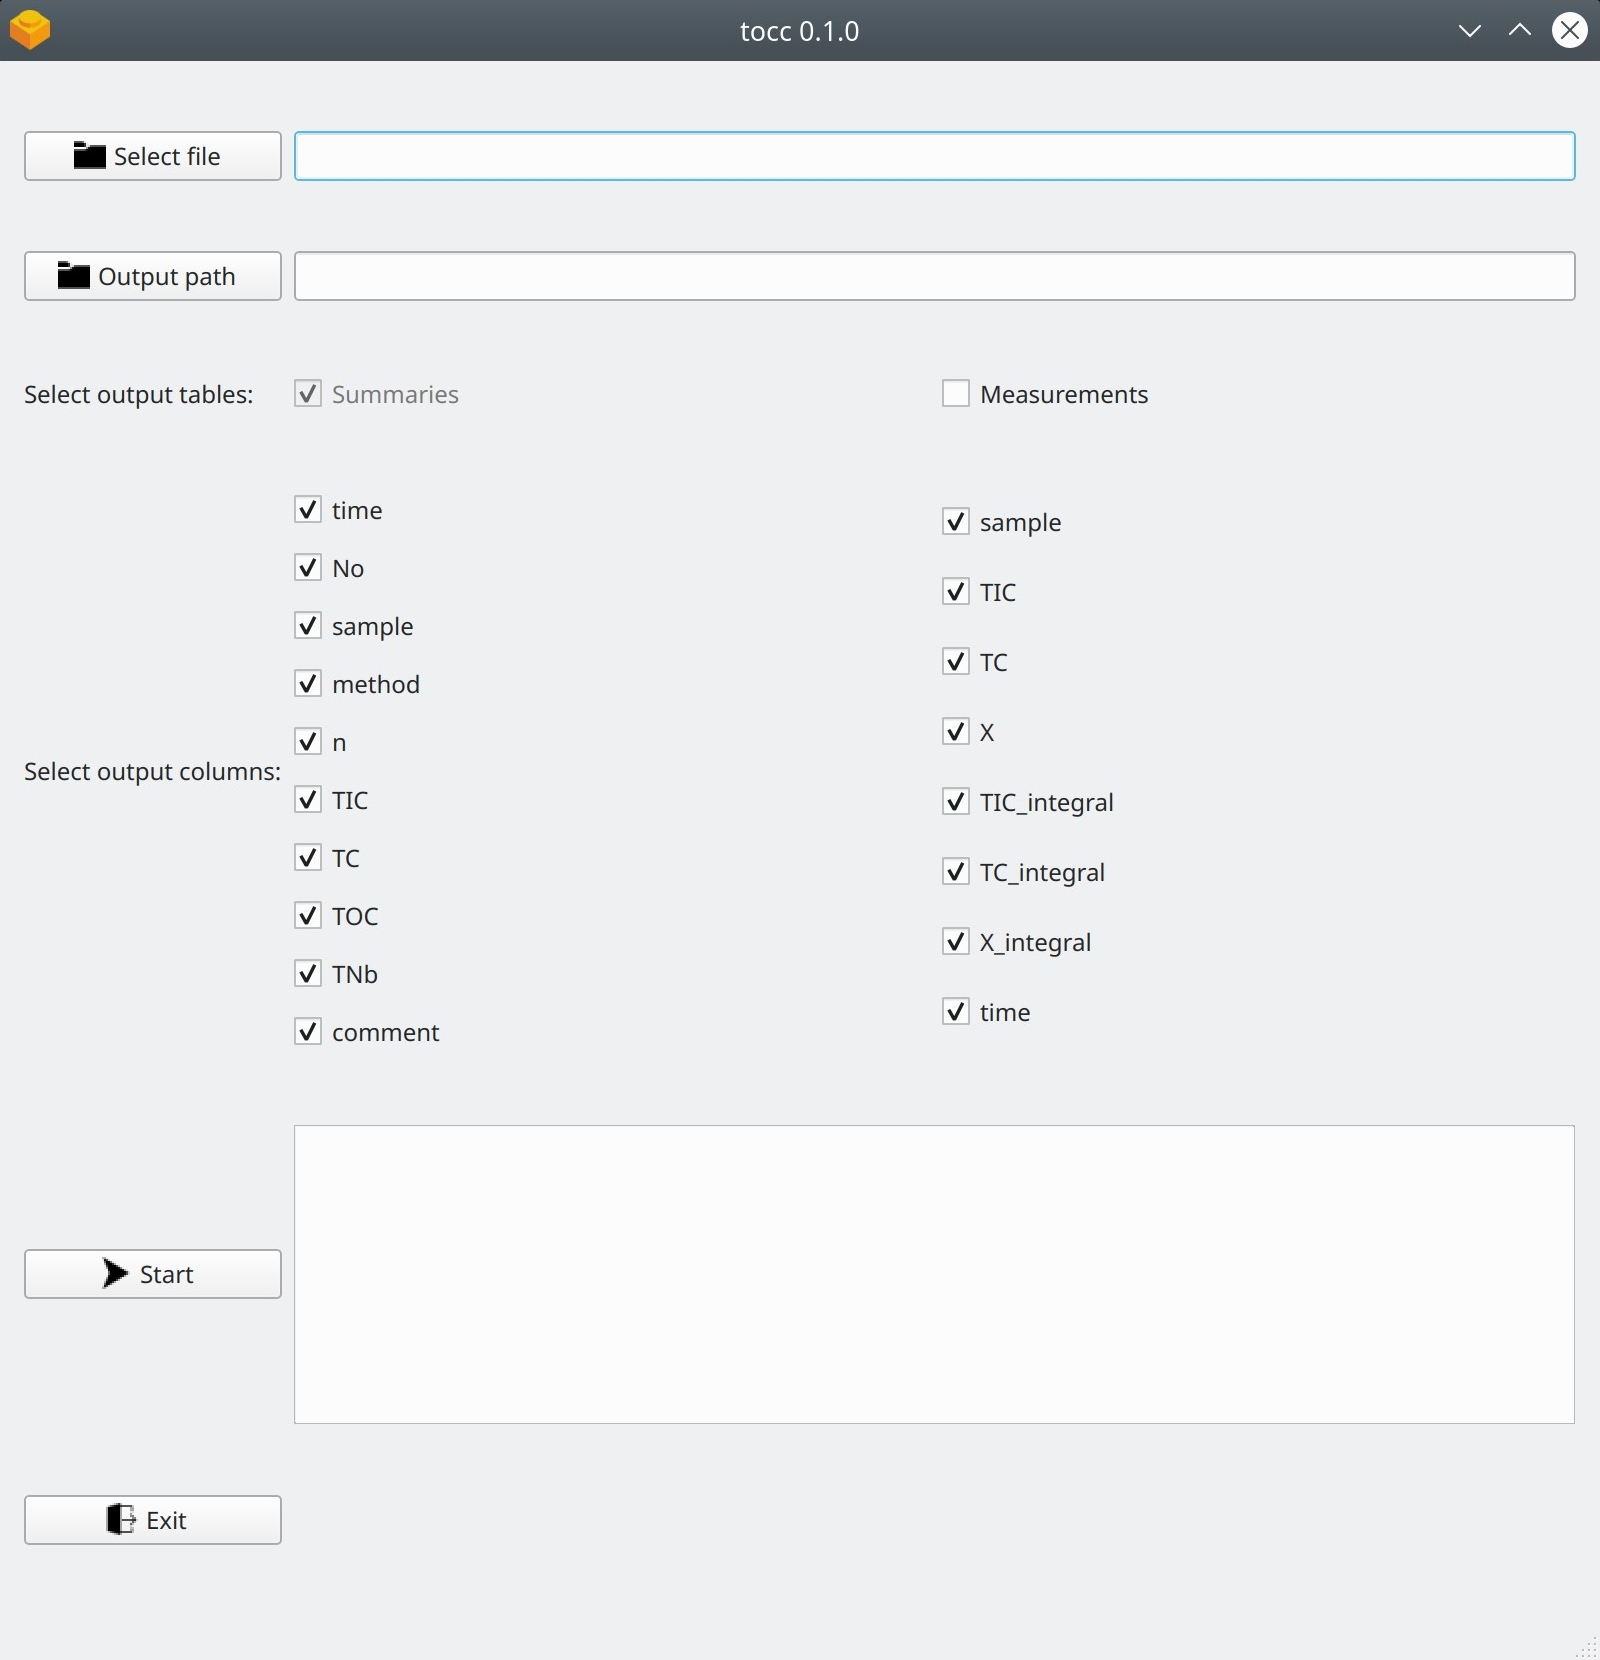 tocc 0.1.0
Select file
Output path
Select output tables:
Summaries
Measurements
Select output columns:
time
No
sample
method
n
TIC
TC
TOC
TNb
comment
sample
TIC
TC
X
TIC_integral
TC_integral
X_integral
time
Start
Exit